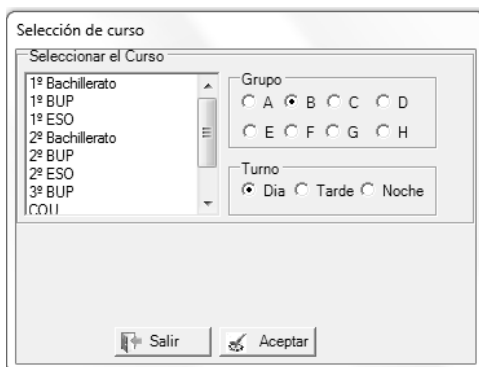 Selección de curso
Seleccionar el Curso
1º Bachillerato
1º BUP
1º ESO
2º Bachillerato
2º BUP
2º ESO
3º BUP
COU
Grupo
A B C D
E F G H
Turno
Dia Tarde Noche
Salir Aceptar